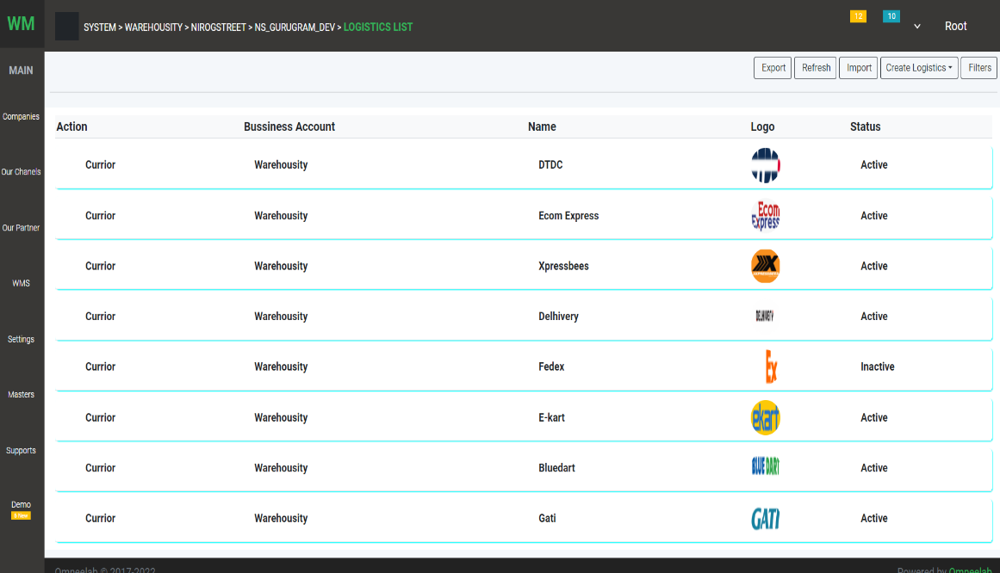 WM
SYSTEM > WAREHOUSITY > NIROGSTREET > NS_GURUGRAM_DEV > LOGISTICS LIST
12
10
Root
MAIN
Companies
Our Chanels
Our Partner
WMS
Settings
Masters
Supports
Demo
6 New
Export Refresh Import Create Logistics Filters
Action Bussiness Account Name Logo Status
Currior Warehousity DTDC Active
Currior Warehousity Ecom Express Ecom Express Active
Currior Warehousity Xpressbees Active
Currior Warehousity Delhivery DELHIVERY Active
Currior Warehousity Fedex Ex Inactive
Currior Warehousity E-kart ekart Active
Currior Warehousity Bluedart BLUE DART Active
Currior Warehousity Gati GATI Active
Ompeelab © 2017-2022
Powered by Ompeelab